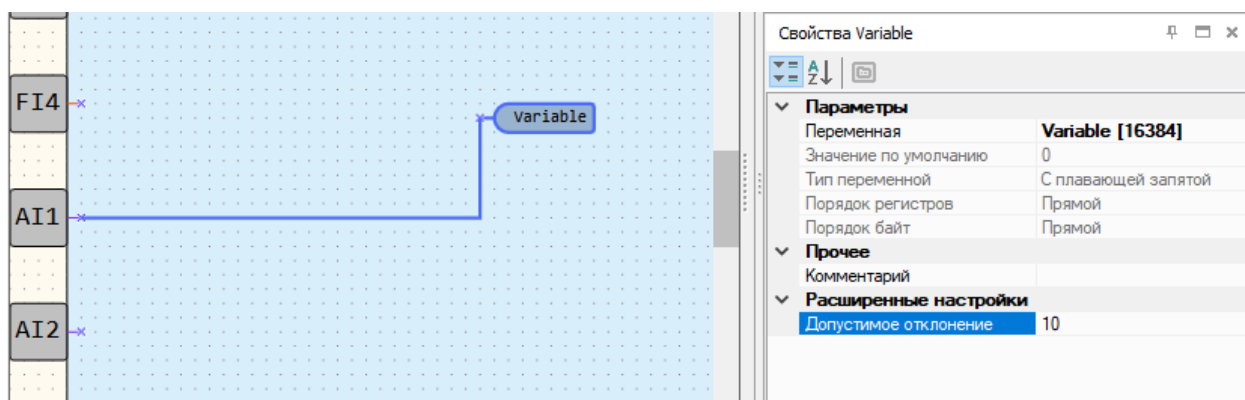 FI4
AI1
AI2
Variable
Свойства Variable
Параметры
Переменная Variable [16384]
Значение по умолчанию 0
Тип переменной С плавающей запятой
Порядок регистров Прямой
Порядок байт Прямой
Прочее
Комментарий
Расширенные настройки
Допустимое отклонение 10